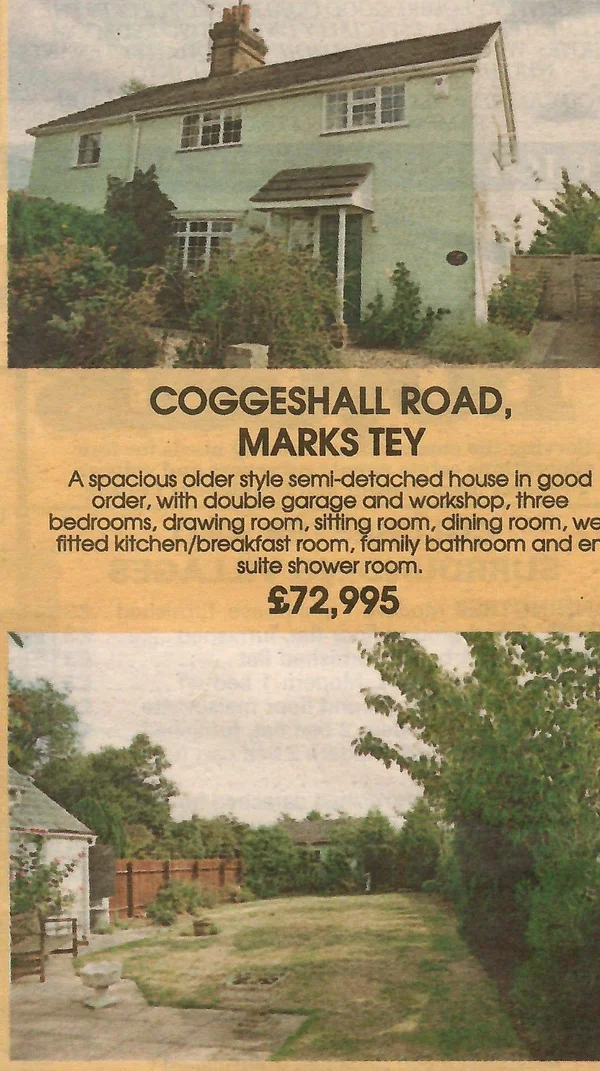 COGGESHALL ROAD,
MARKS TEY
A spacious older style semi-detached house in good
order, with double garage and workshop, three
bedrooms, drawing room, sitting room, dining room, we
fitted kitchen/breakfast room, family bathroom and en
suite shower room.
£72,995